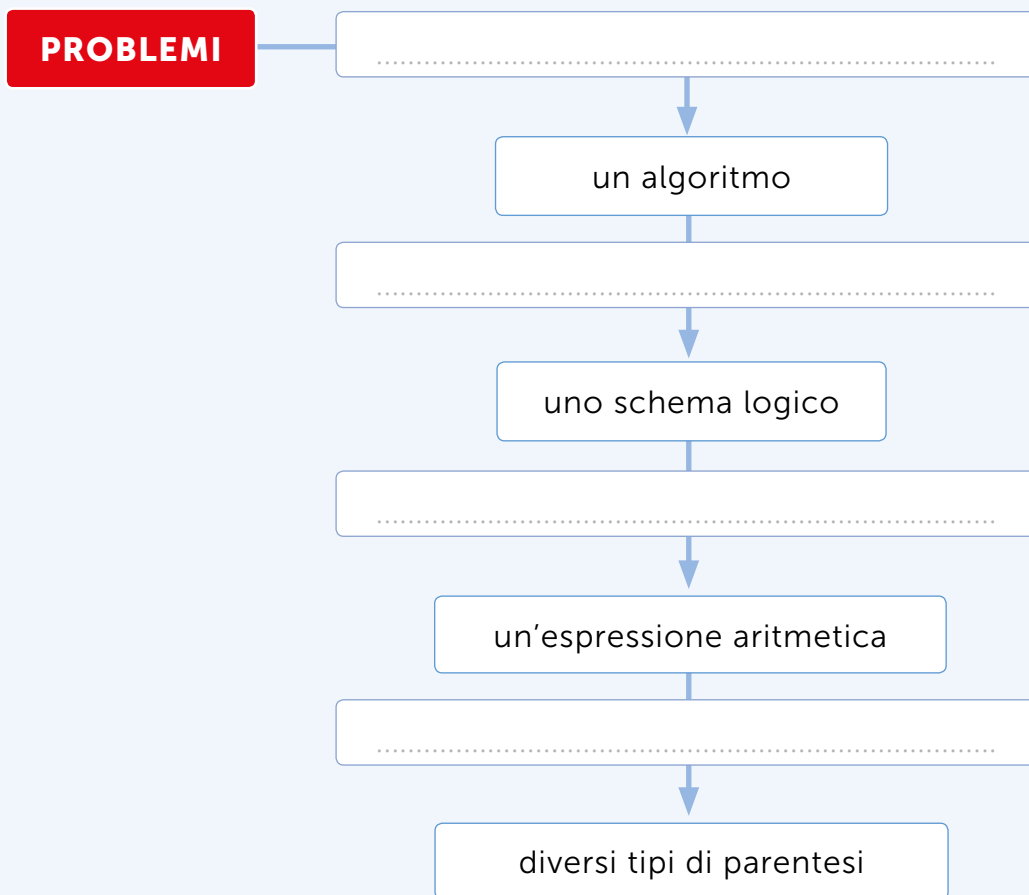 PROBLEMI
................................................................................
un algoritmo
................................................................................
uno schema logico
................................................................................
un’espressione aritmetica
................................................................................
diversi tipi di parentesi